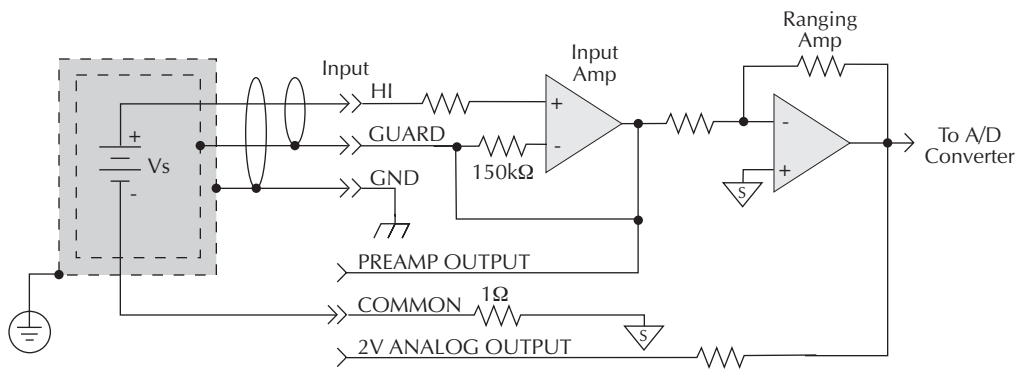 Ranging
Amp
Input
Amp
Input
HI
GUARD
GND
150kΩ
+
-
-
+
+
Vs
-
S
To A/D
Converter
PREAMP OUTPUT
COMMON
1Ω
S
2V ANALOG OUTPUT